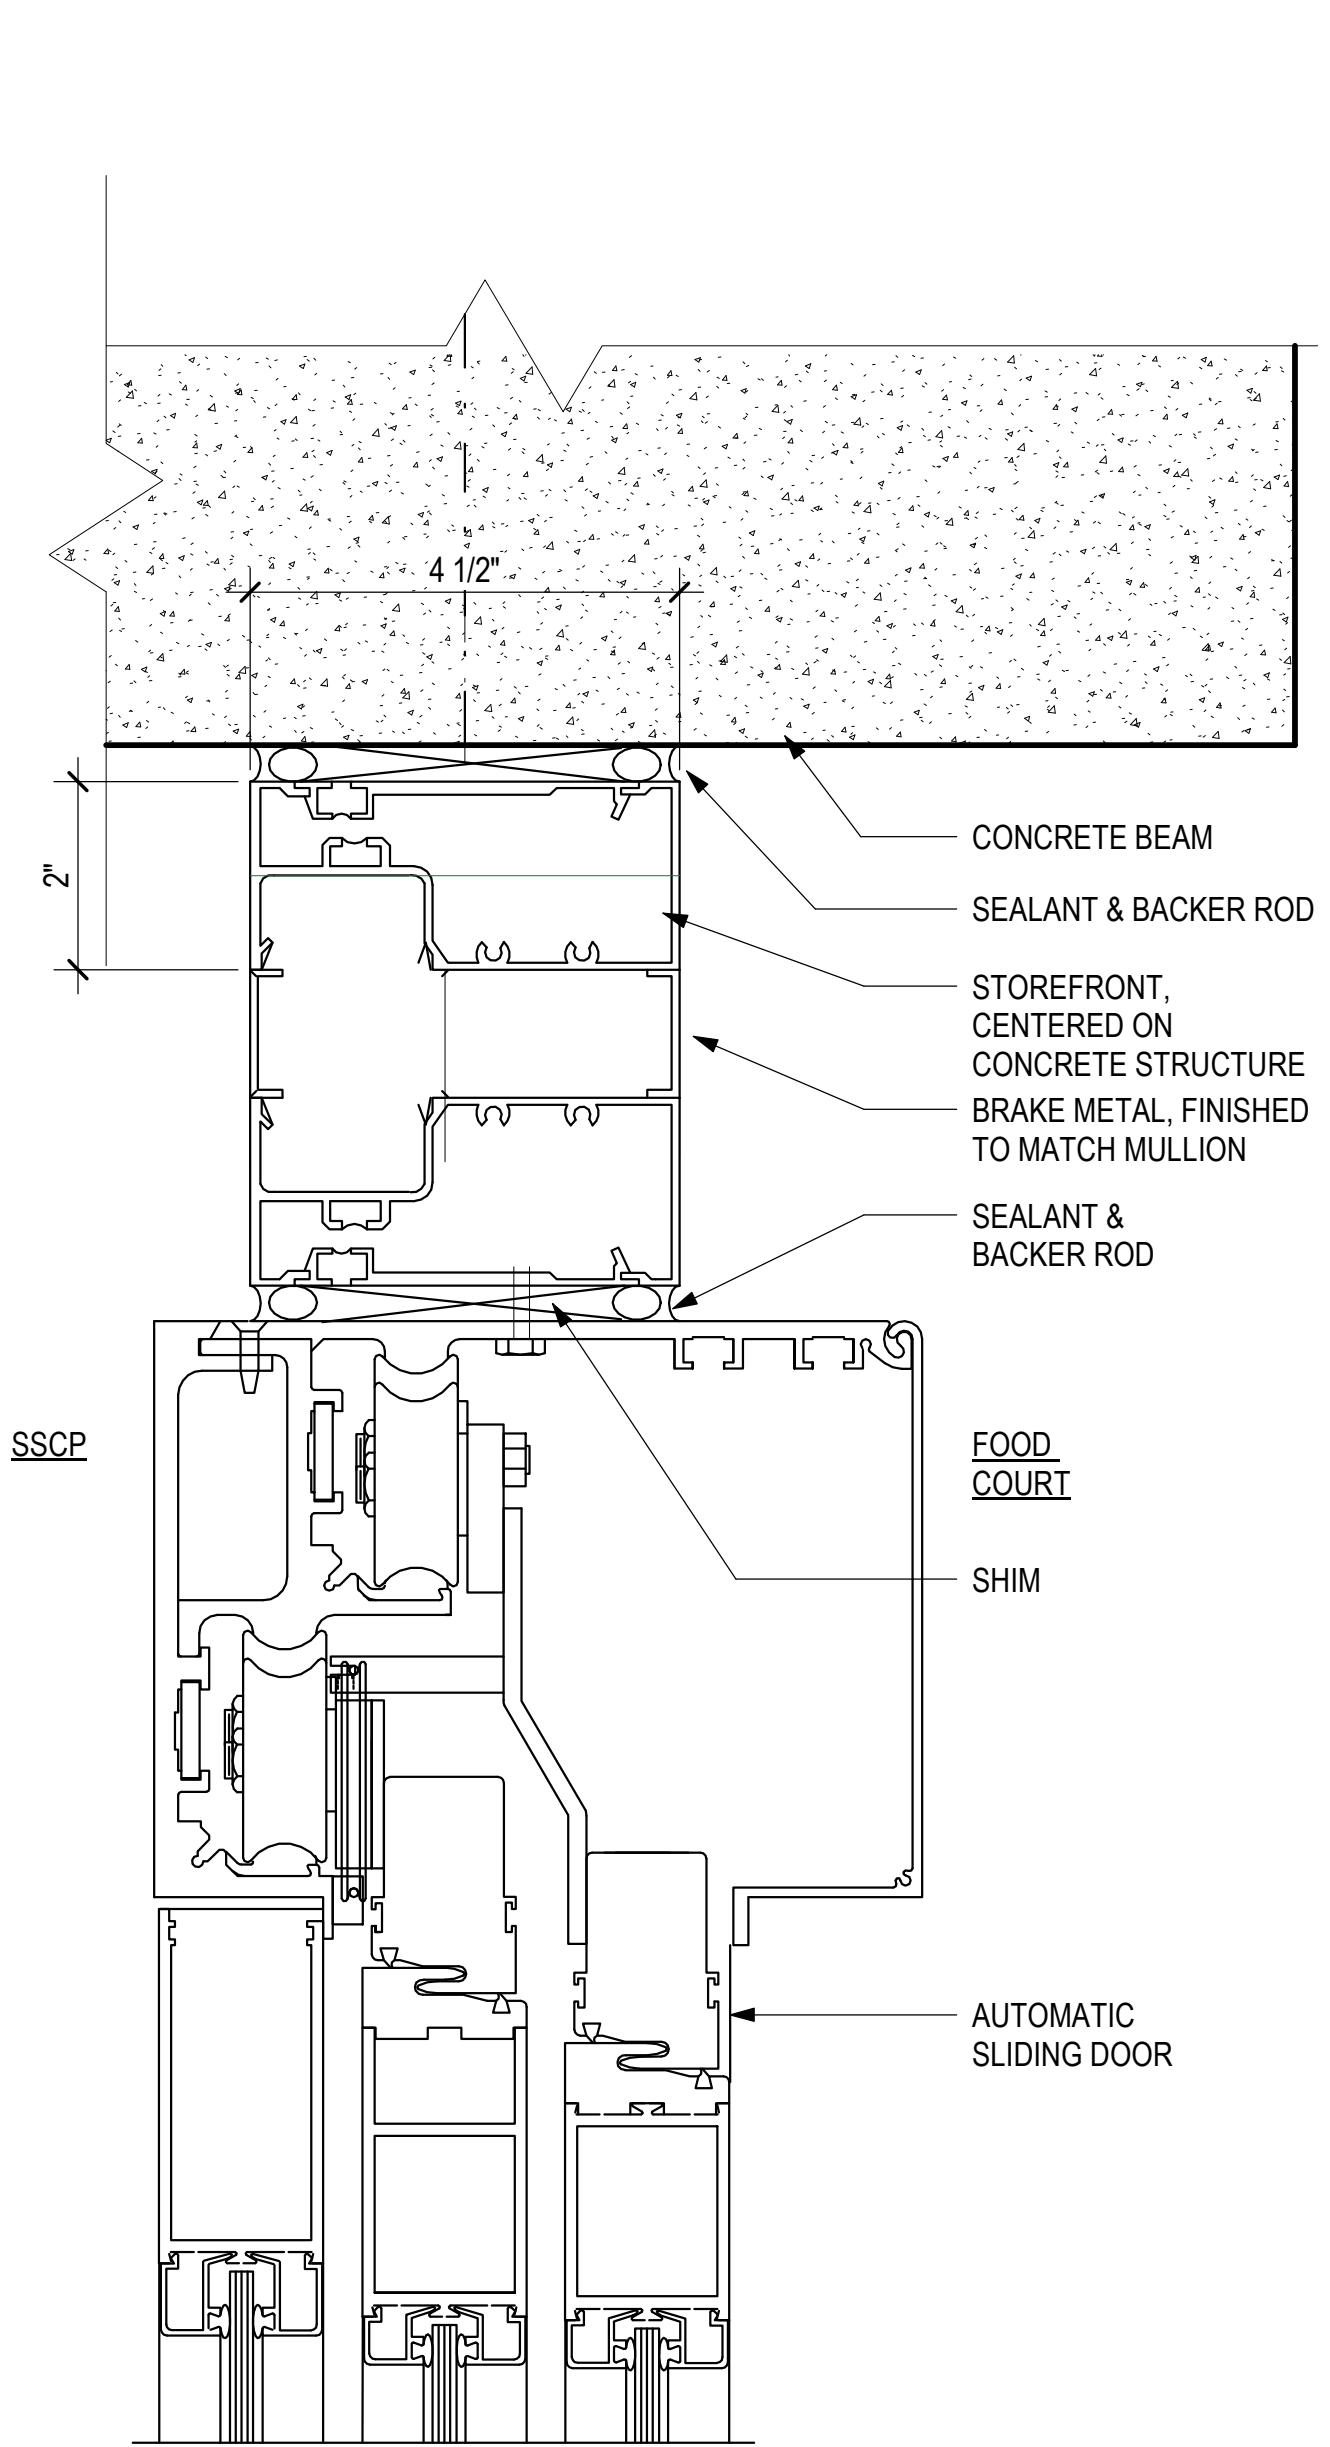 4 1/2"
2"
CONCRETE BEAM
SEALANT & BACKER ROD
STOREFRONT,
CENTERED ON
CONCRETE STRUCTURE
BRAKE METAL, FINISHED
TO MATCH MULLION
SEALANT &
BACKER ROD
SSCP
FOOD
COURT
SHIM
AUTOMATIC
SLIDING DOOR